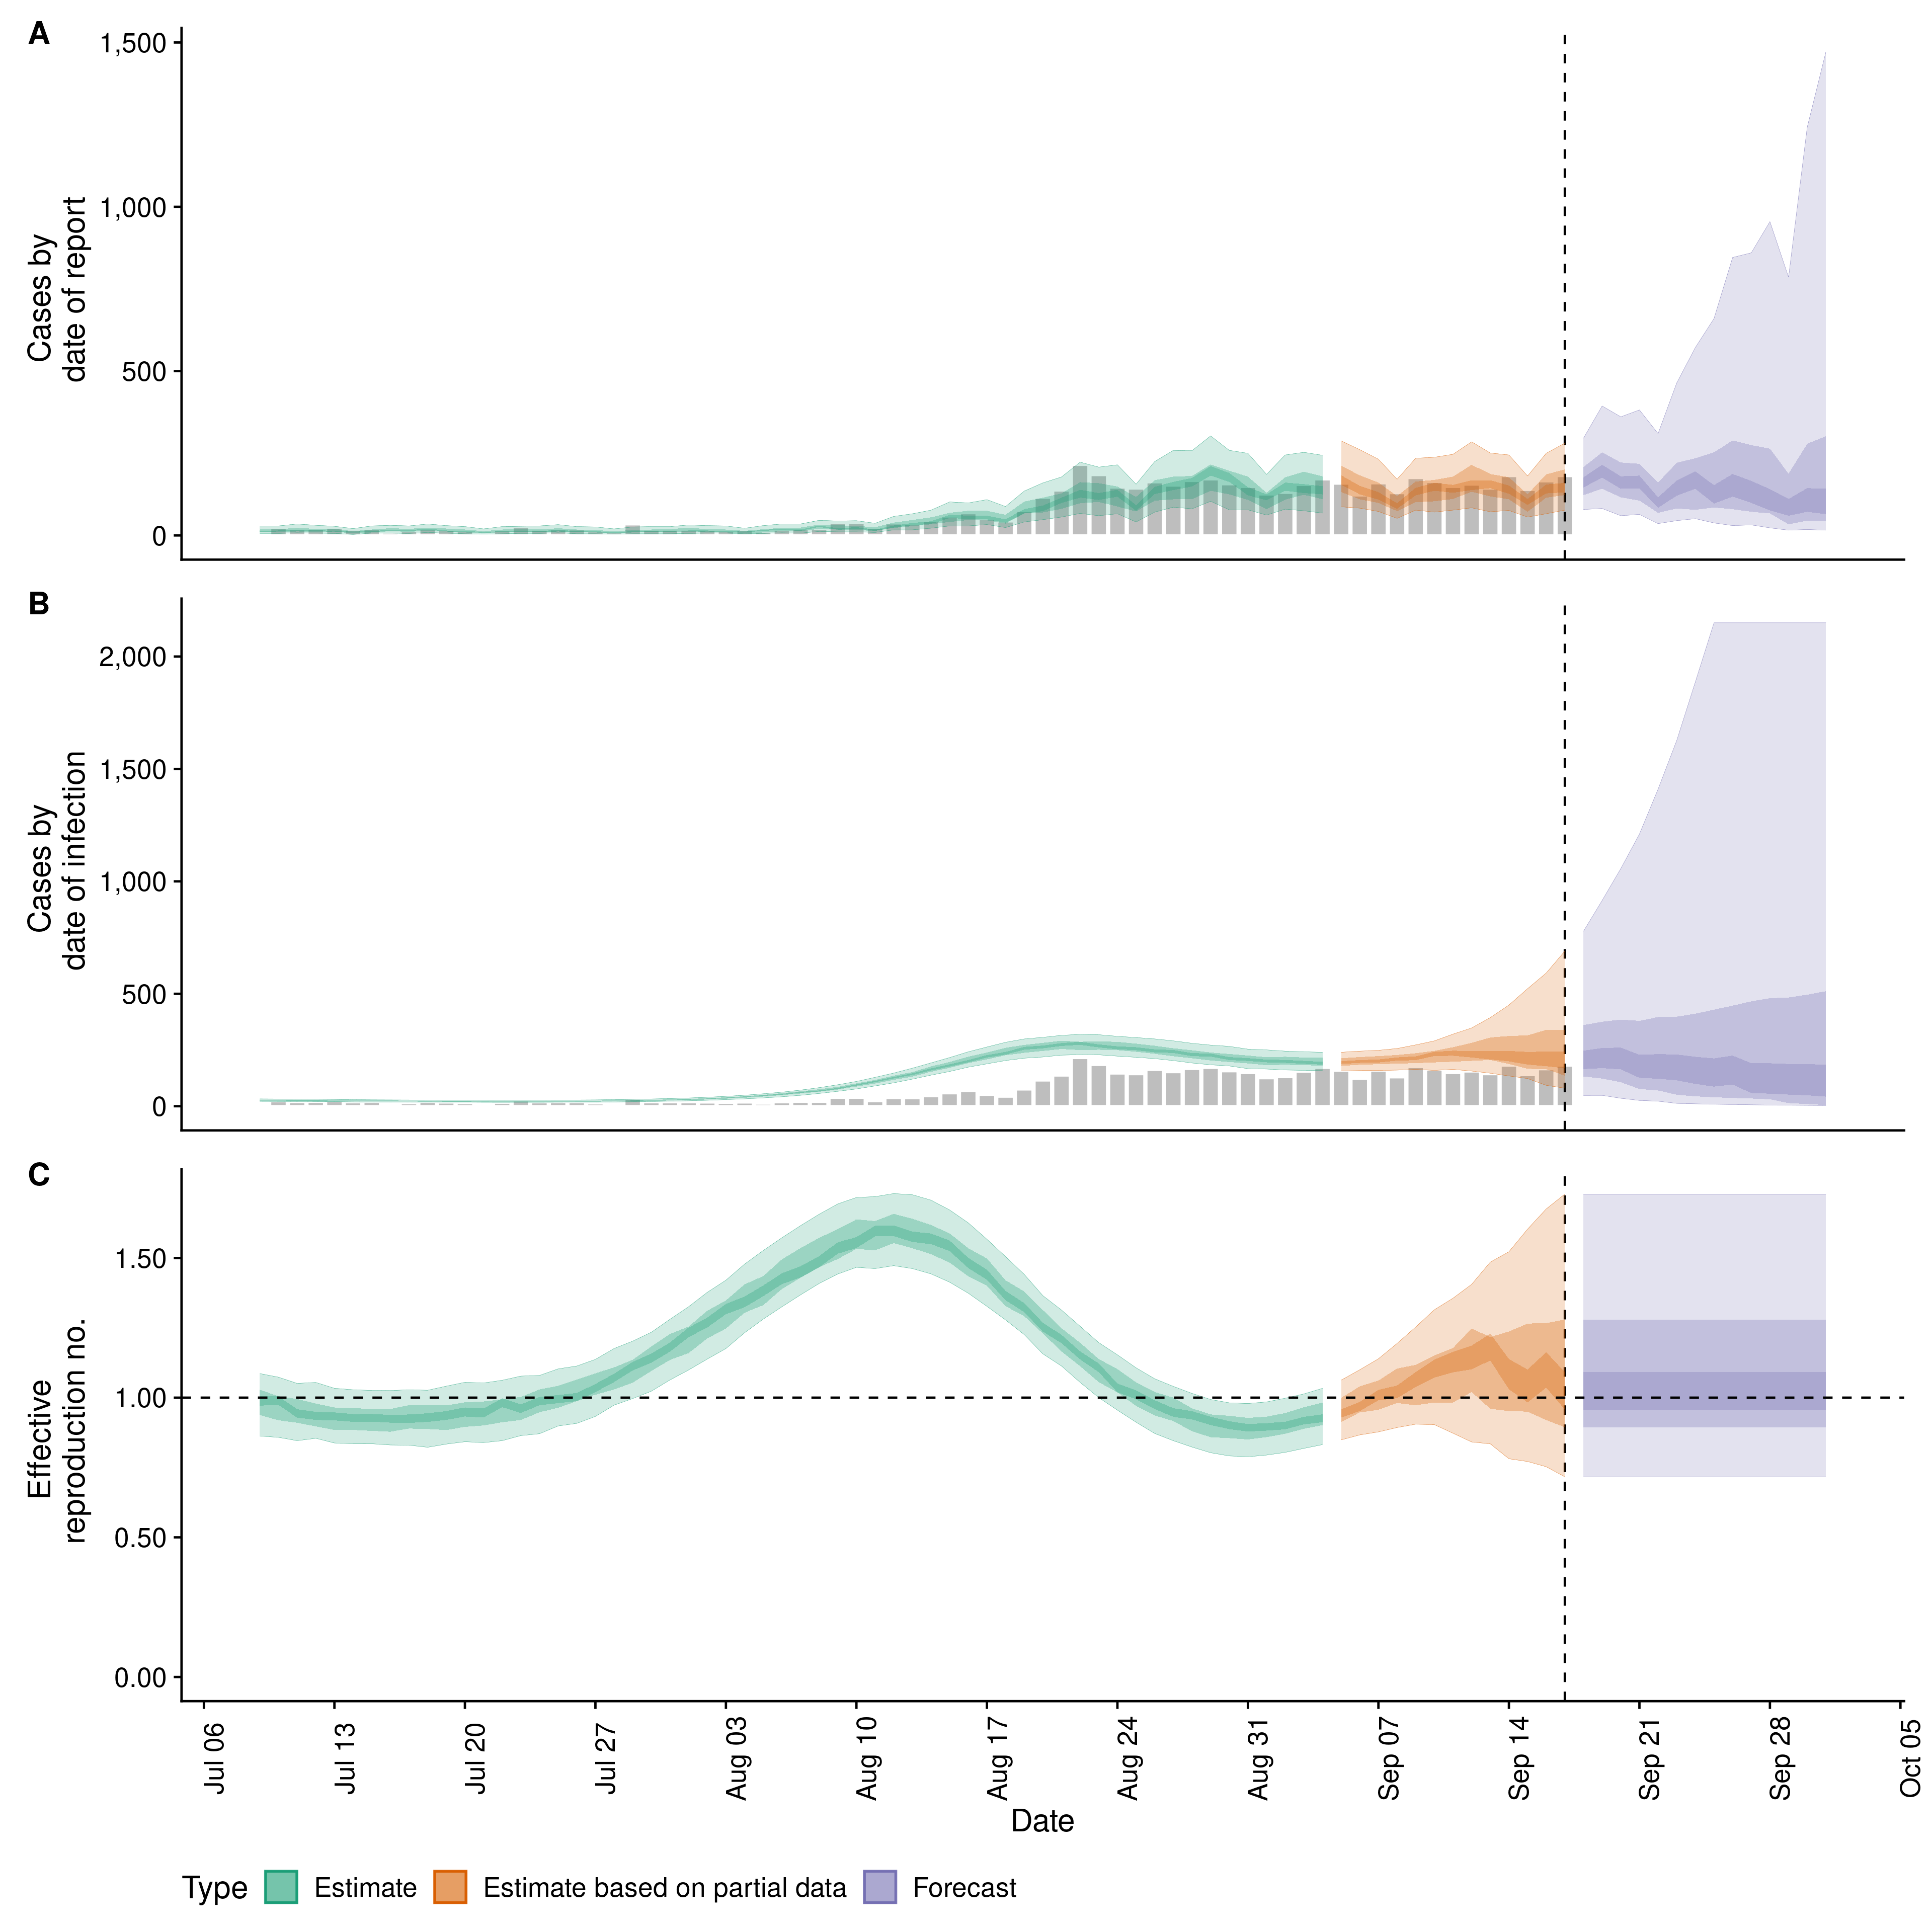 A
Cases by
date of report
1,500
1,000
500
0
B
Cases by
date of infection
2,000
1,500
1,000
500
0
C
Effective
reproduction no.
1.50
1.00
0.50
0.00
Jul 06
Jul 13
Jul 20
Jul 27
Aug 03
Aug 10
Aug 17
Aug 24
Aug 31
Sep 07
Sep 14
Sep 21
Sep 28
Oct 05
Date
Type
Estimate
Estimate based on partial data
Forecast